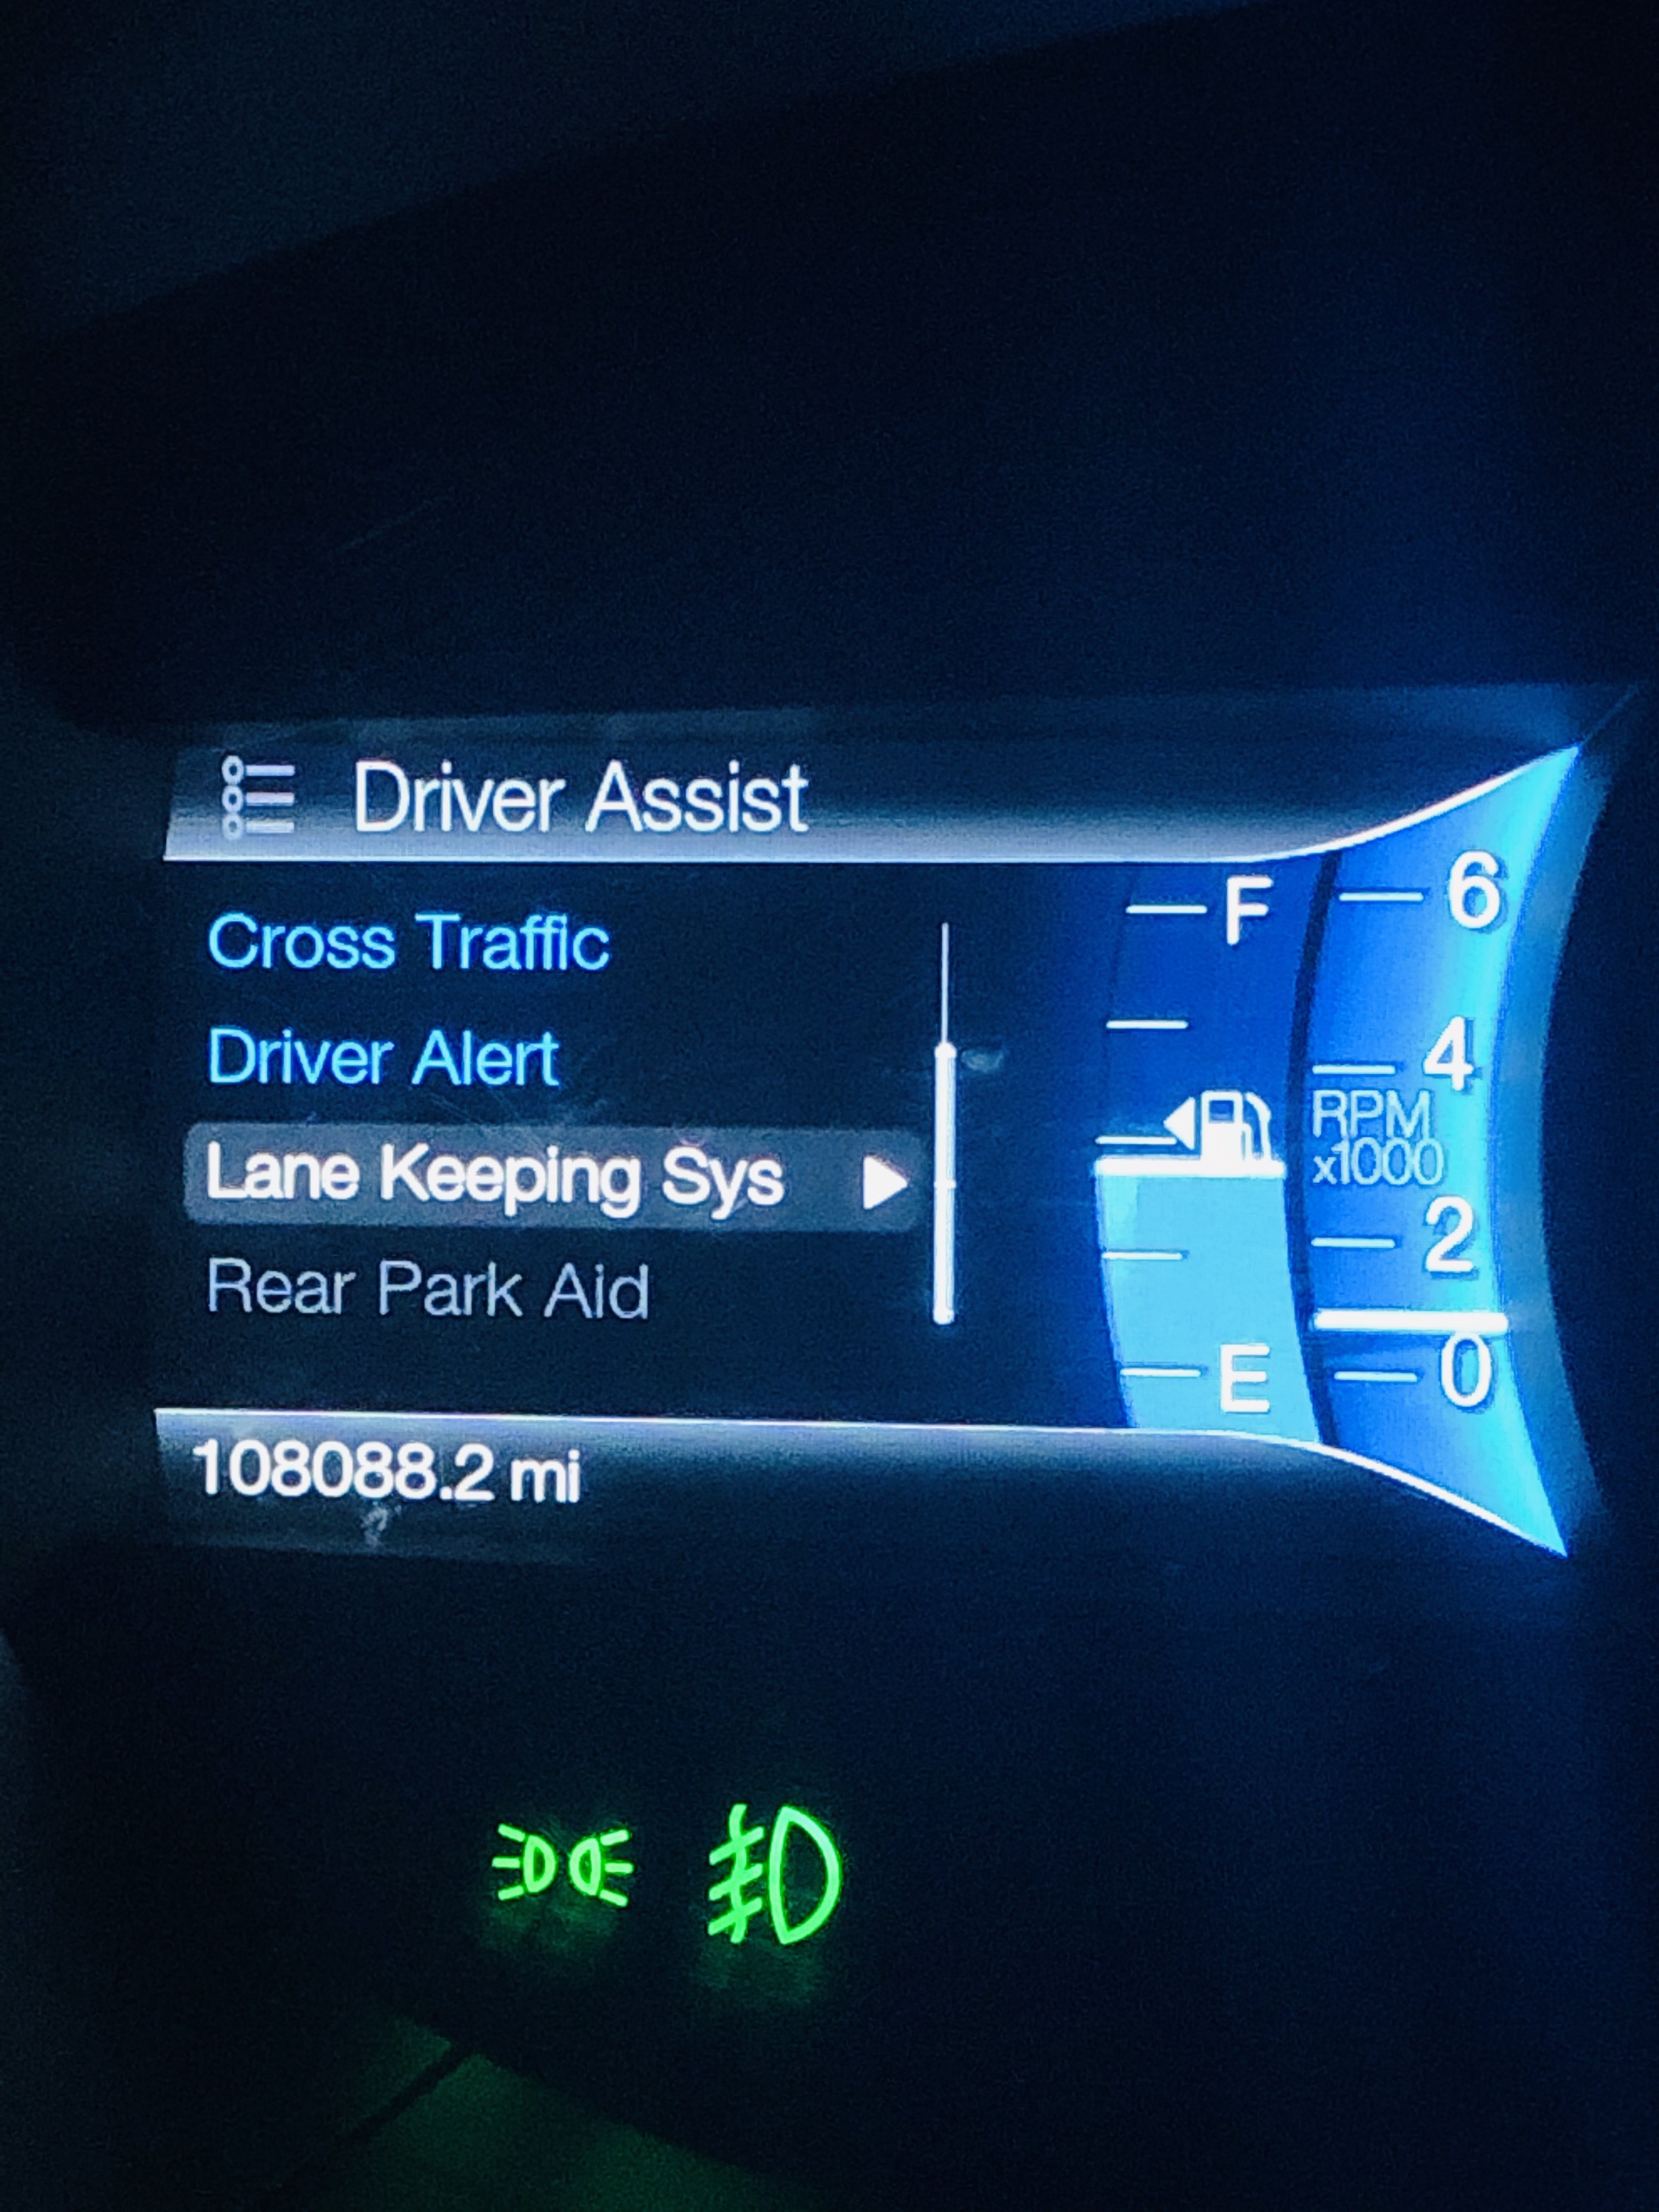 Driver Assist
Cross Traffic
Driver Alert
Lane Keeping Sys
Rear Park Aid
108088.2 mi
F
E
6
4
RPM
x1000
2
0